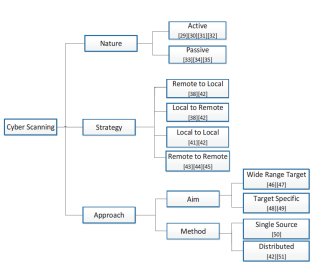 Cyber Scanning
Nature
Active
[29][30][31][32]
Passive
[33][34][35]
Strategy
Remote to Local
[38][42]
Local to Remote
[38][42]
Local to Local
[41][42]
Remote to Remote
[43][44][45]
Approach
Aim
Wide Range Target
[46][47]
Target Specific
[48][49]
Method
Single Source
[50]
Distributed
[42][51]